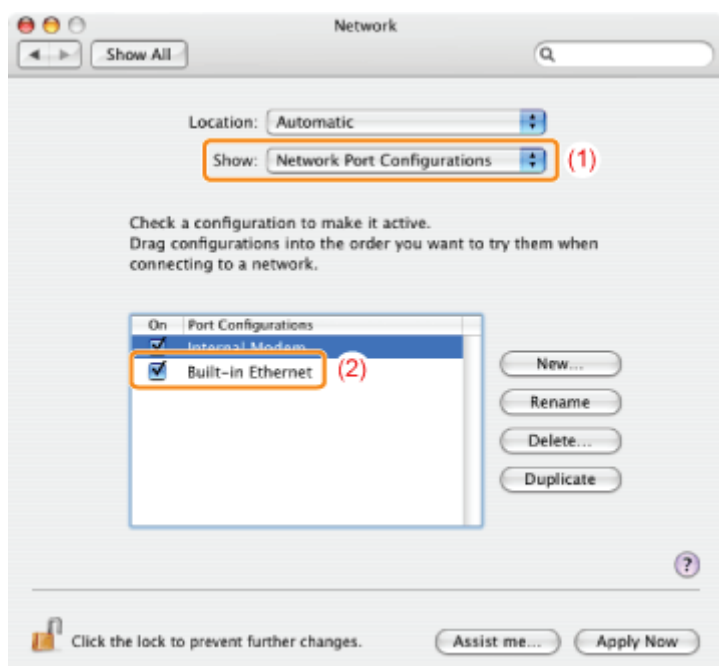 Network
Show All
Location: Automatic
Show: Network Port Configurations (1)
Check a configuration to make it active.
Drag configurations into the order you want to try them when
connecting to a network.
On Port Configurations
Internal Modem
Built-in Ethernet (2)
New...
Rename
Delete...
Duplicate
?
Click the lock to prevent further changes. Assist me... Apply Now